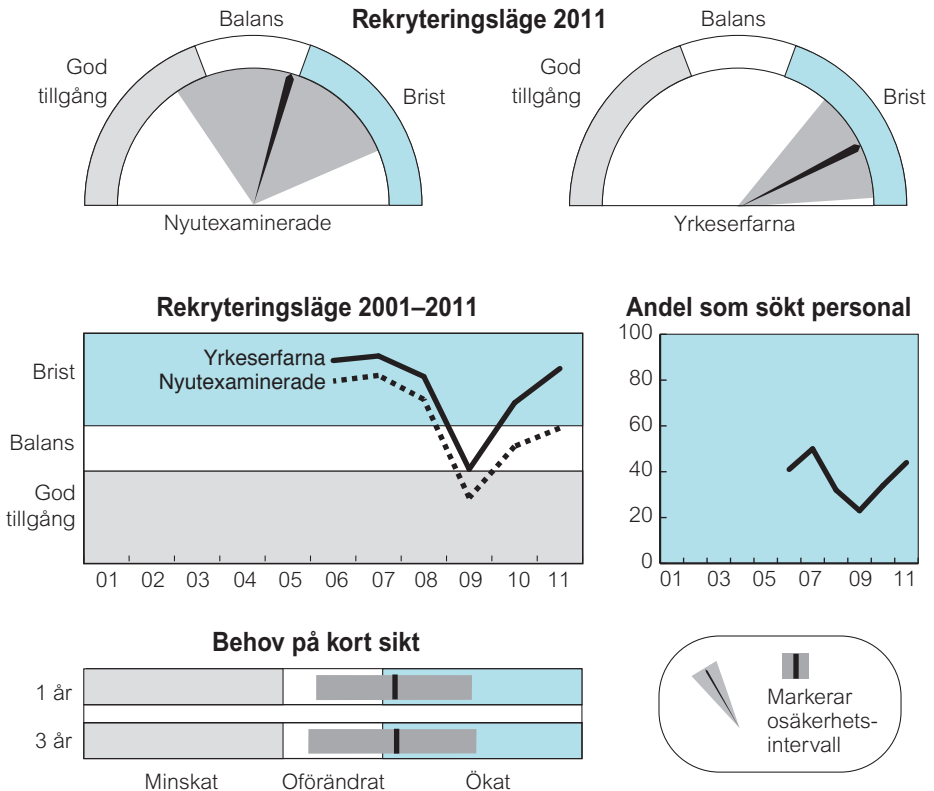 Rekryteringsläge 2011
Balans
God
tillgång
Brist
Nyutexaminerade
Balans
God
tillgång
Brist
Yrkeserfarna
Rekryteringsläge 2001–2011
Brist
Balans
God
tillgång
Yrkeserfarna
Nyutexaminerade
01 02 03 04 05 06 07 08 09 10 11
Andel som sökt personal
100
80
60
40
20
0
01 03 05 07 09 11
Behov på kort sikt
1 år
3 år
Minskat Oförändrat Ökat
Markerar
osäkerhets-
intervall